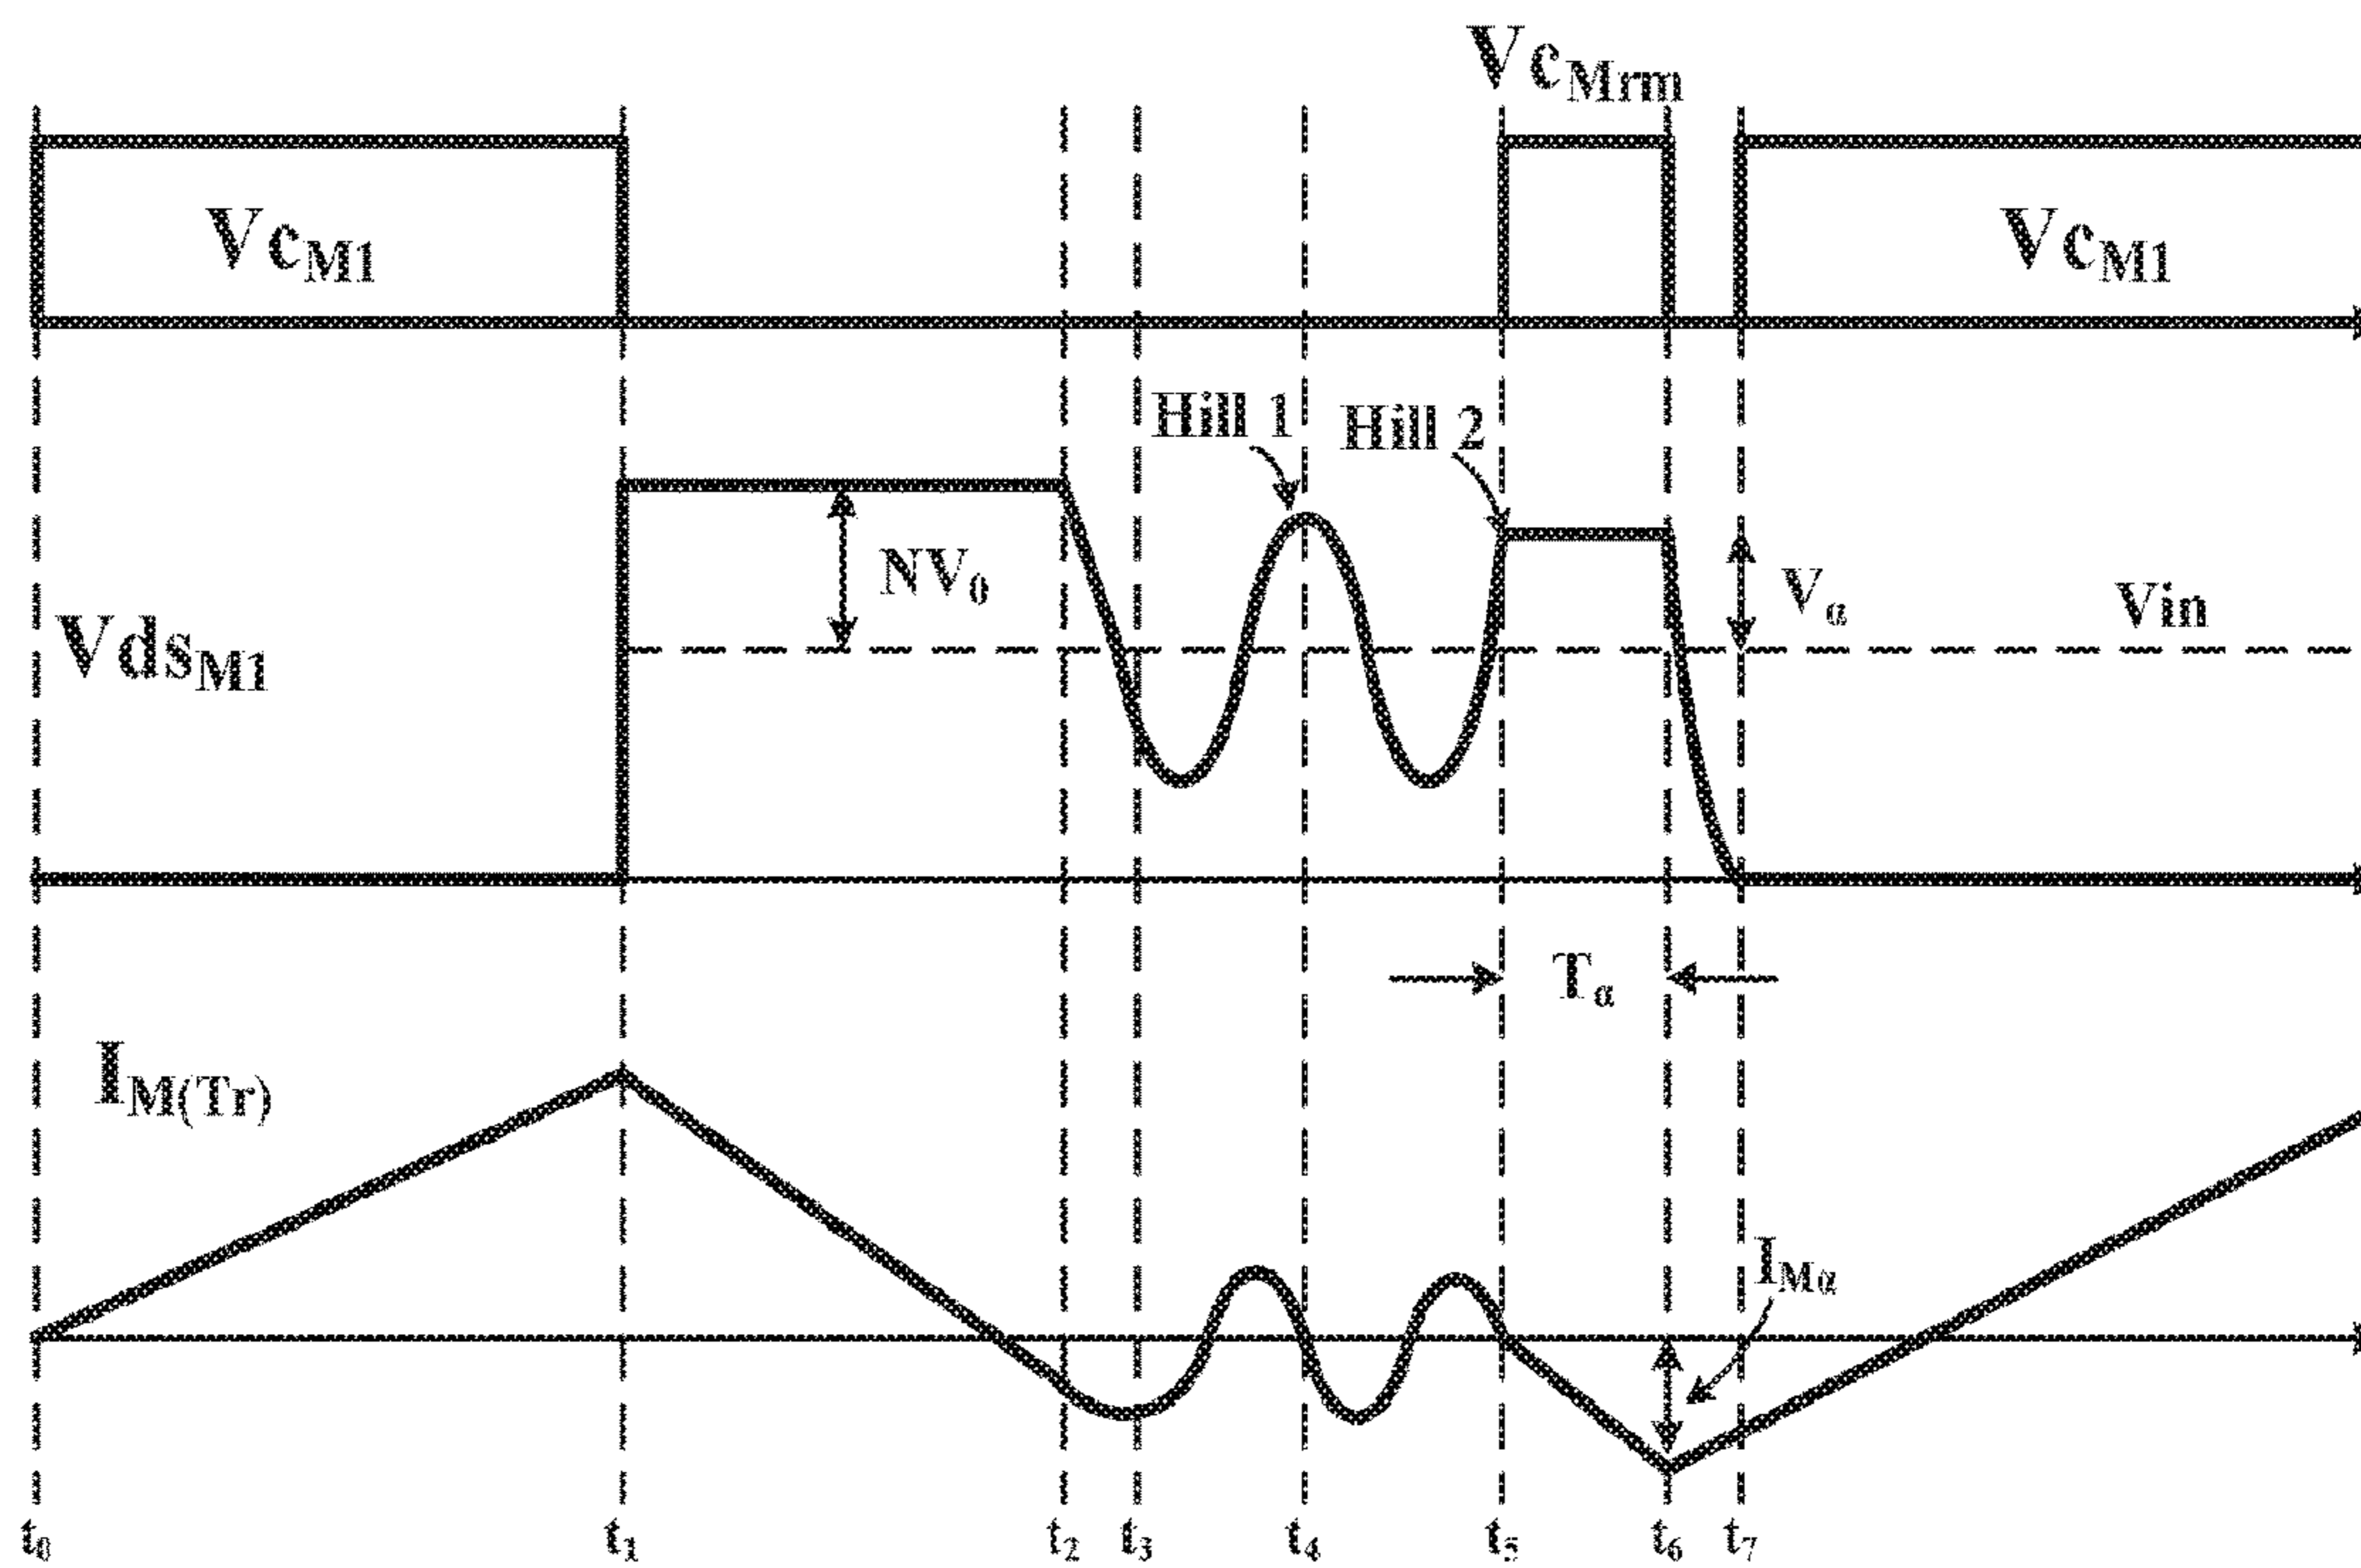 Vc_Mrm
Vc_M1
Vc_M1
Hill 1
Hill 2
NV_0
V_α
Vin
Vds_M1
T_α
I_M(Tr)
I_Mα
t_0 t_1 t_2 t_3 t_4 t_5 t_6 t_7